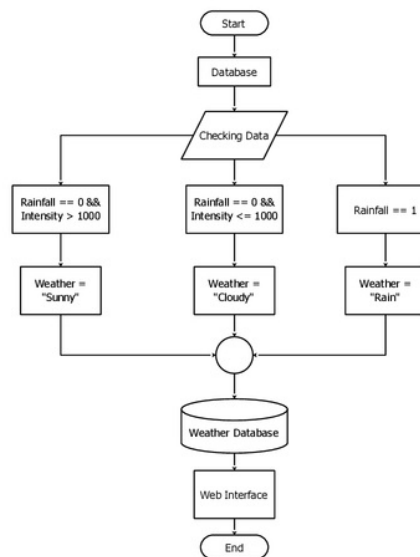 Start
Database
Checking Data
Rainfall == 0 &&
Intensity > 1000
Rainfall == 0 &&
Intensity <= 1000
Rainfall == 1
Weather =
"Sunny"
Weather =
"Cloudy"
Weather =
"Rain"
Weather Database
Web Interface
End